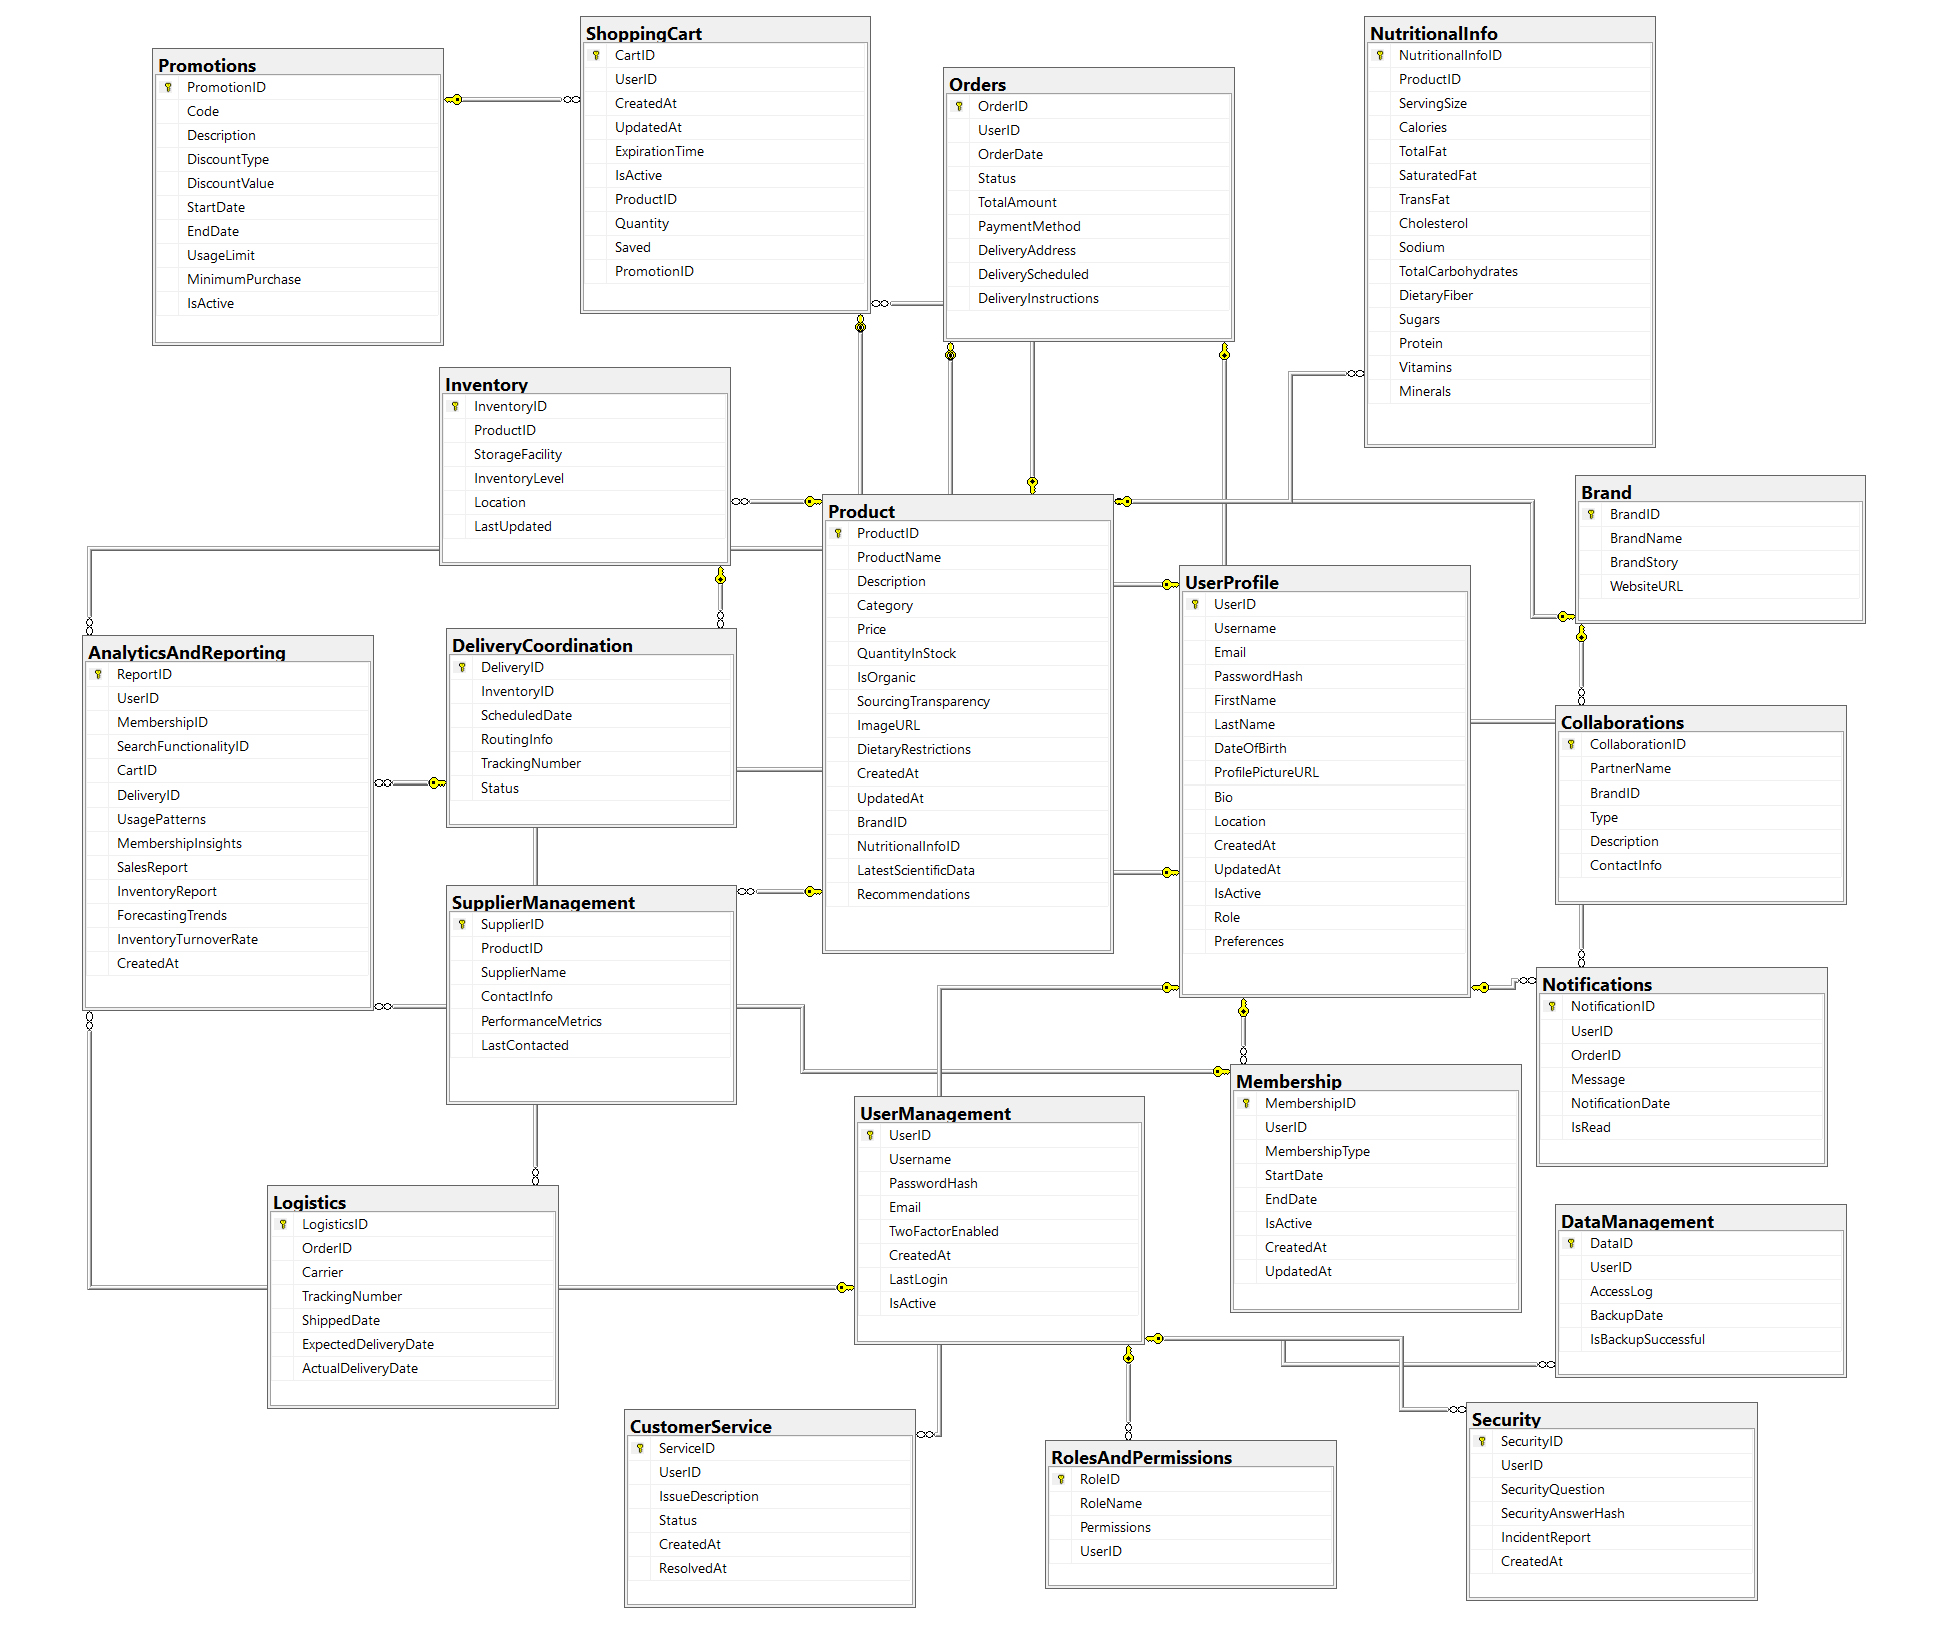 Promotions
PromotionID
Code
Description
DiscountType
DiscountValue
StartDate
EndDate
UsageLimit
MinimumPurchase
IsActive
ShoppingCart
CartID
UserID
CreatedAt
UpdatedAt
ExpirationTime
IsActive
ProductID
Quantity
Saved
PromotionID
Orders
OrderID
UserID
OrderDate
Status
TotalAmount
PaymentMethod
DeliveryAddress
DeliveryScheduled
DeliveryInstructions
NutritionalInfo
NutritionalInfoID
ProductID
ServingSize
Calories
TotalFat
SaturatedFat
TransFat
Cholesterol
Sodium
TotalCarbohydrates
DietaryFiber
Sugars
Protein
Vitamins
Minerals
Inventory
InventoryID
ProductID
StorageFacility
InventoryLevel
Location
LastUpdated
Product
ProductID
ProductName
Description
Category
Price
QuantityInStock
IsOrganic
SourcingTransparency
ImageURL
DietaryRestrictions
CreatedAt
UpdatedAt
BrandID
NutritionalInfoID
LatestScientificData
Recommendations
Brand
BrandID
BrandName
BrandStory
WebsiteURL
UserProfile
UserID
Username
Email
PasswordHash
FirstName
LastName
DateOfBirth
ProfilePictureURL
Bio
Location
CreatedAt
UpdatedAt
IsActive
Role
Preferences
AnalyticsAndReporting
ReportID
UserID
MembershipID
SearchFunctionalityID
CartID
DeliveryID
UsagePatterns
MembershipInsights
SalesReport
InventoryReport
ForecastingTrends
InventoryTurnoverRate
CreatedAt
DeliveryCoordination
DeliveryID
InventoryID
ScheduledDate
RoutingInfo
TrackingNumber
Status
Collaborations
CollaborationID
PartnerName
BrandID
Type
Description
ContactInfo
SupplierManagement
SupplierID
ProductID
SupplierName
ContactInfo
PerformanceMetrics
LastContacted
Notifications
NotificationID
UserID
OrderID
Message
NotificationDate
IsRead
Membership
MembershipID
UserID
MembershipType
StartDate
EndDate
IsActive
CreatedAt
UpdatedAt
UserManagement
UserID
Username
PasswordHash
Email
TwoFactorEnabled
CreatedAt
LastLogin
IsActive
Logistics
LogisticsID
OrderID
Carrier
TrackingNumber
ShippedDate
ExpectedDeliveryDate
ActualDeliveryDate
DataManagement
DataID
UserID
AccessLog
BackupDate
IsBackupSuccessful
CustomerService
ServiceID
UserID
IssueDescription
Status
CreatedAt
ResolvedAt
RolesAndPermissions
RoleID
RoleName
Permissions
UserID
Security
SecurityID
UserID
SecurityQuestion
SecurityAnswerHash
IncidentReport
CreatedAt